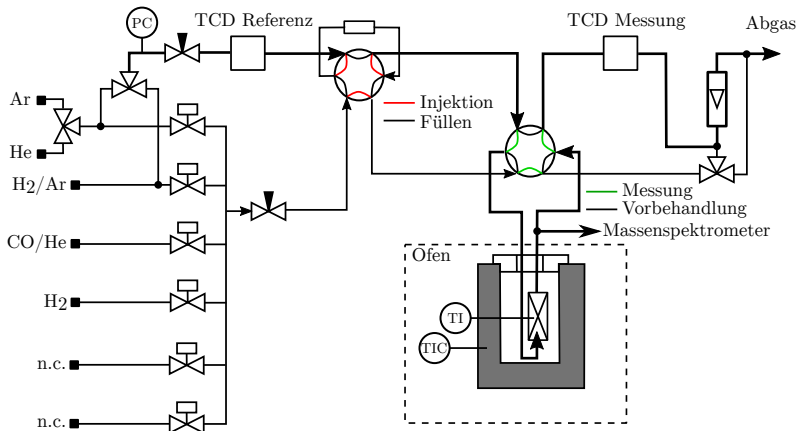 PC
TCD Referenz
TCD Messung
Abgas
Ar
Injektion
Füllen
He
H2/Ar
Messung
Vorbehandlung
Massenspektrometer
CO/He
Ofen
H2
TI
TIC
n.c.
n.c.